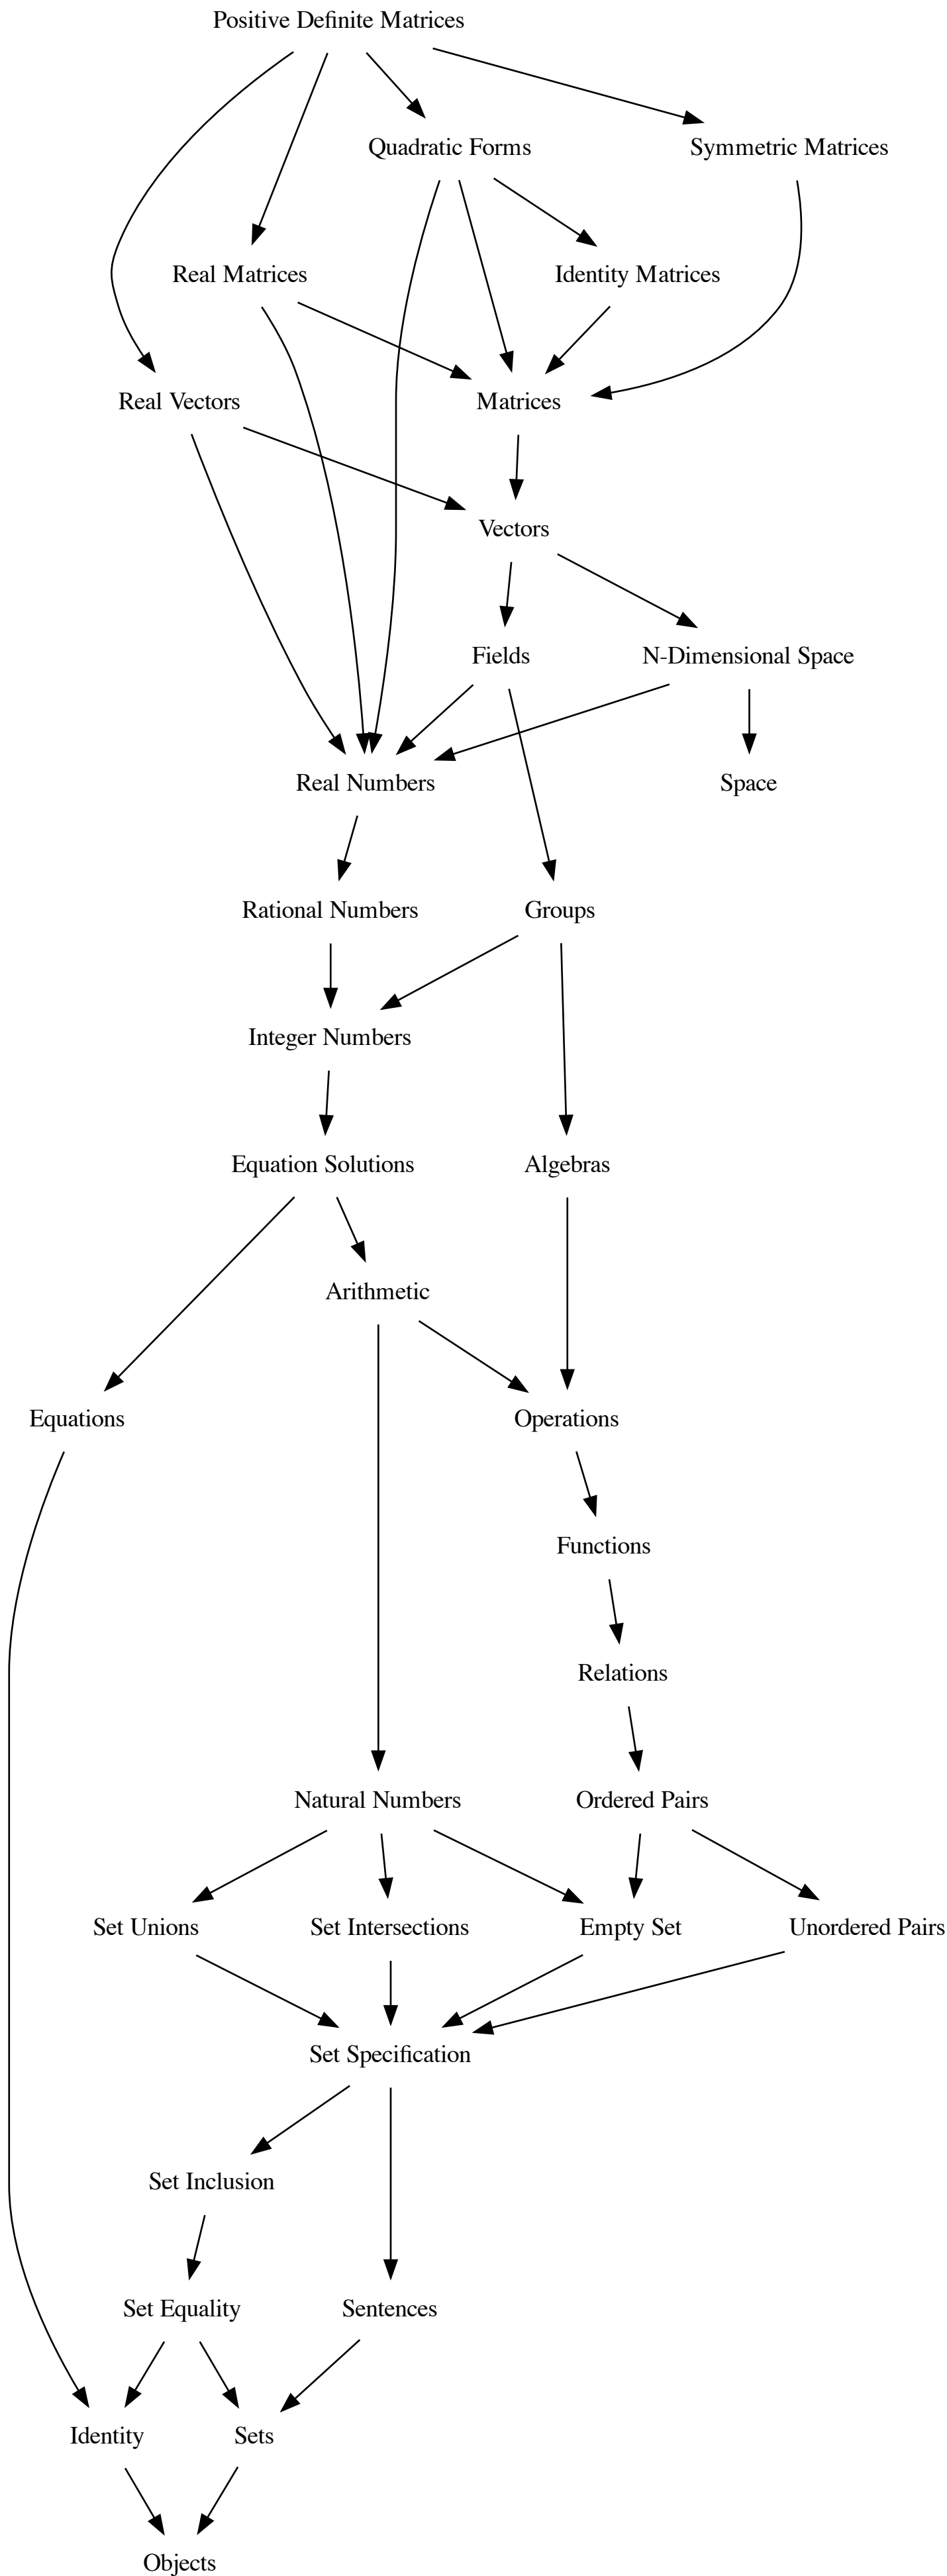 Positive Definite Matrices
Quadratic Forms
Symmetric Matrices
Real Matrices
Identity Matrices
Real Vectors
Matrices
Vectors
Fields
N-Dimensional Space
Real Numbers
Space
Rational Numbers
Groups
Integer Numbers
Equation Solutions
Algebras
Arithmetic
Equations
Operations
Functions
Relations
Natural Numbers
Ordered Pairs
Set Unions
Set Intersections
Empty Set
Unordered Pairs
Set Specification
Set Inclusion
Set Equality
Sentences
Identity
Sets
Objects